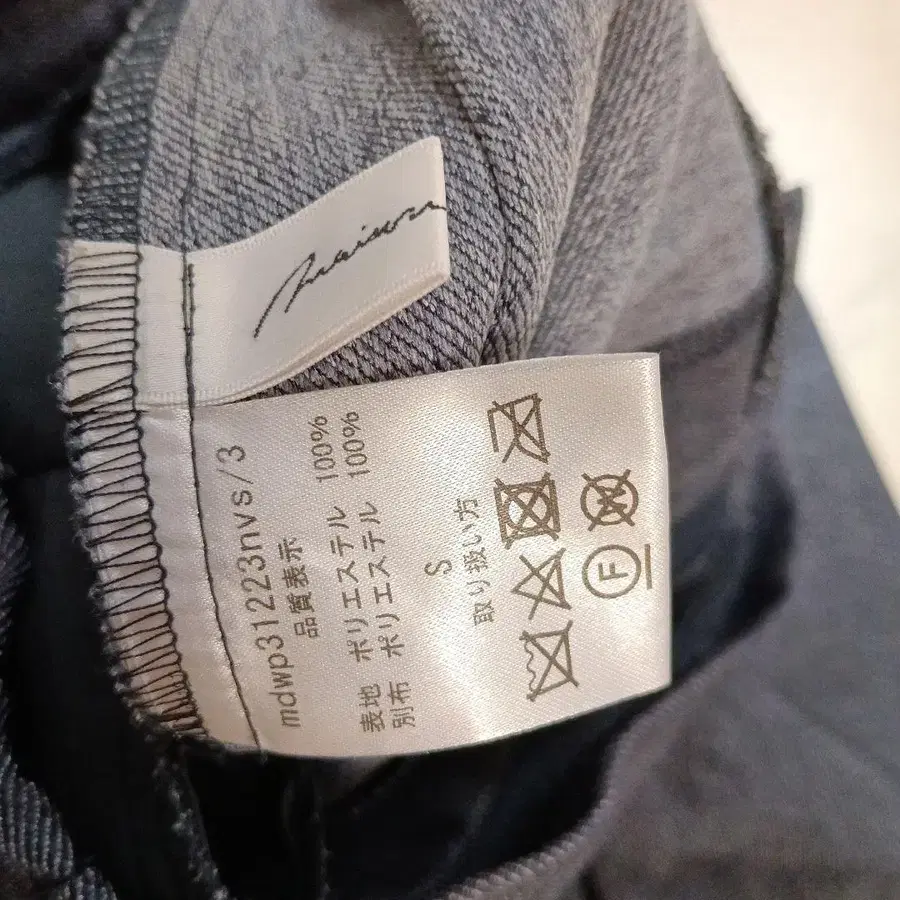 maison
mdwp31223nvs/3
品質表示
表地 ポリエステル 100%
別布 ポリエステル 100%
S
取り扱い方
F